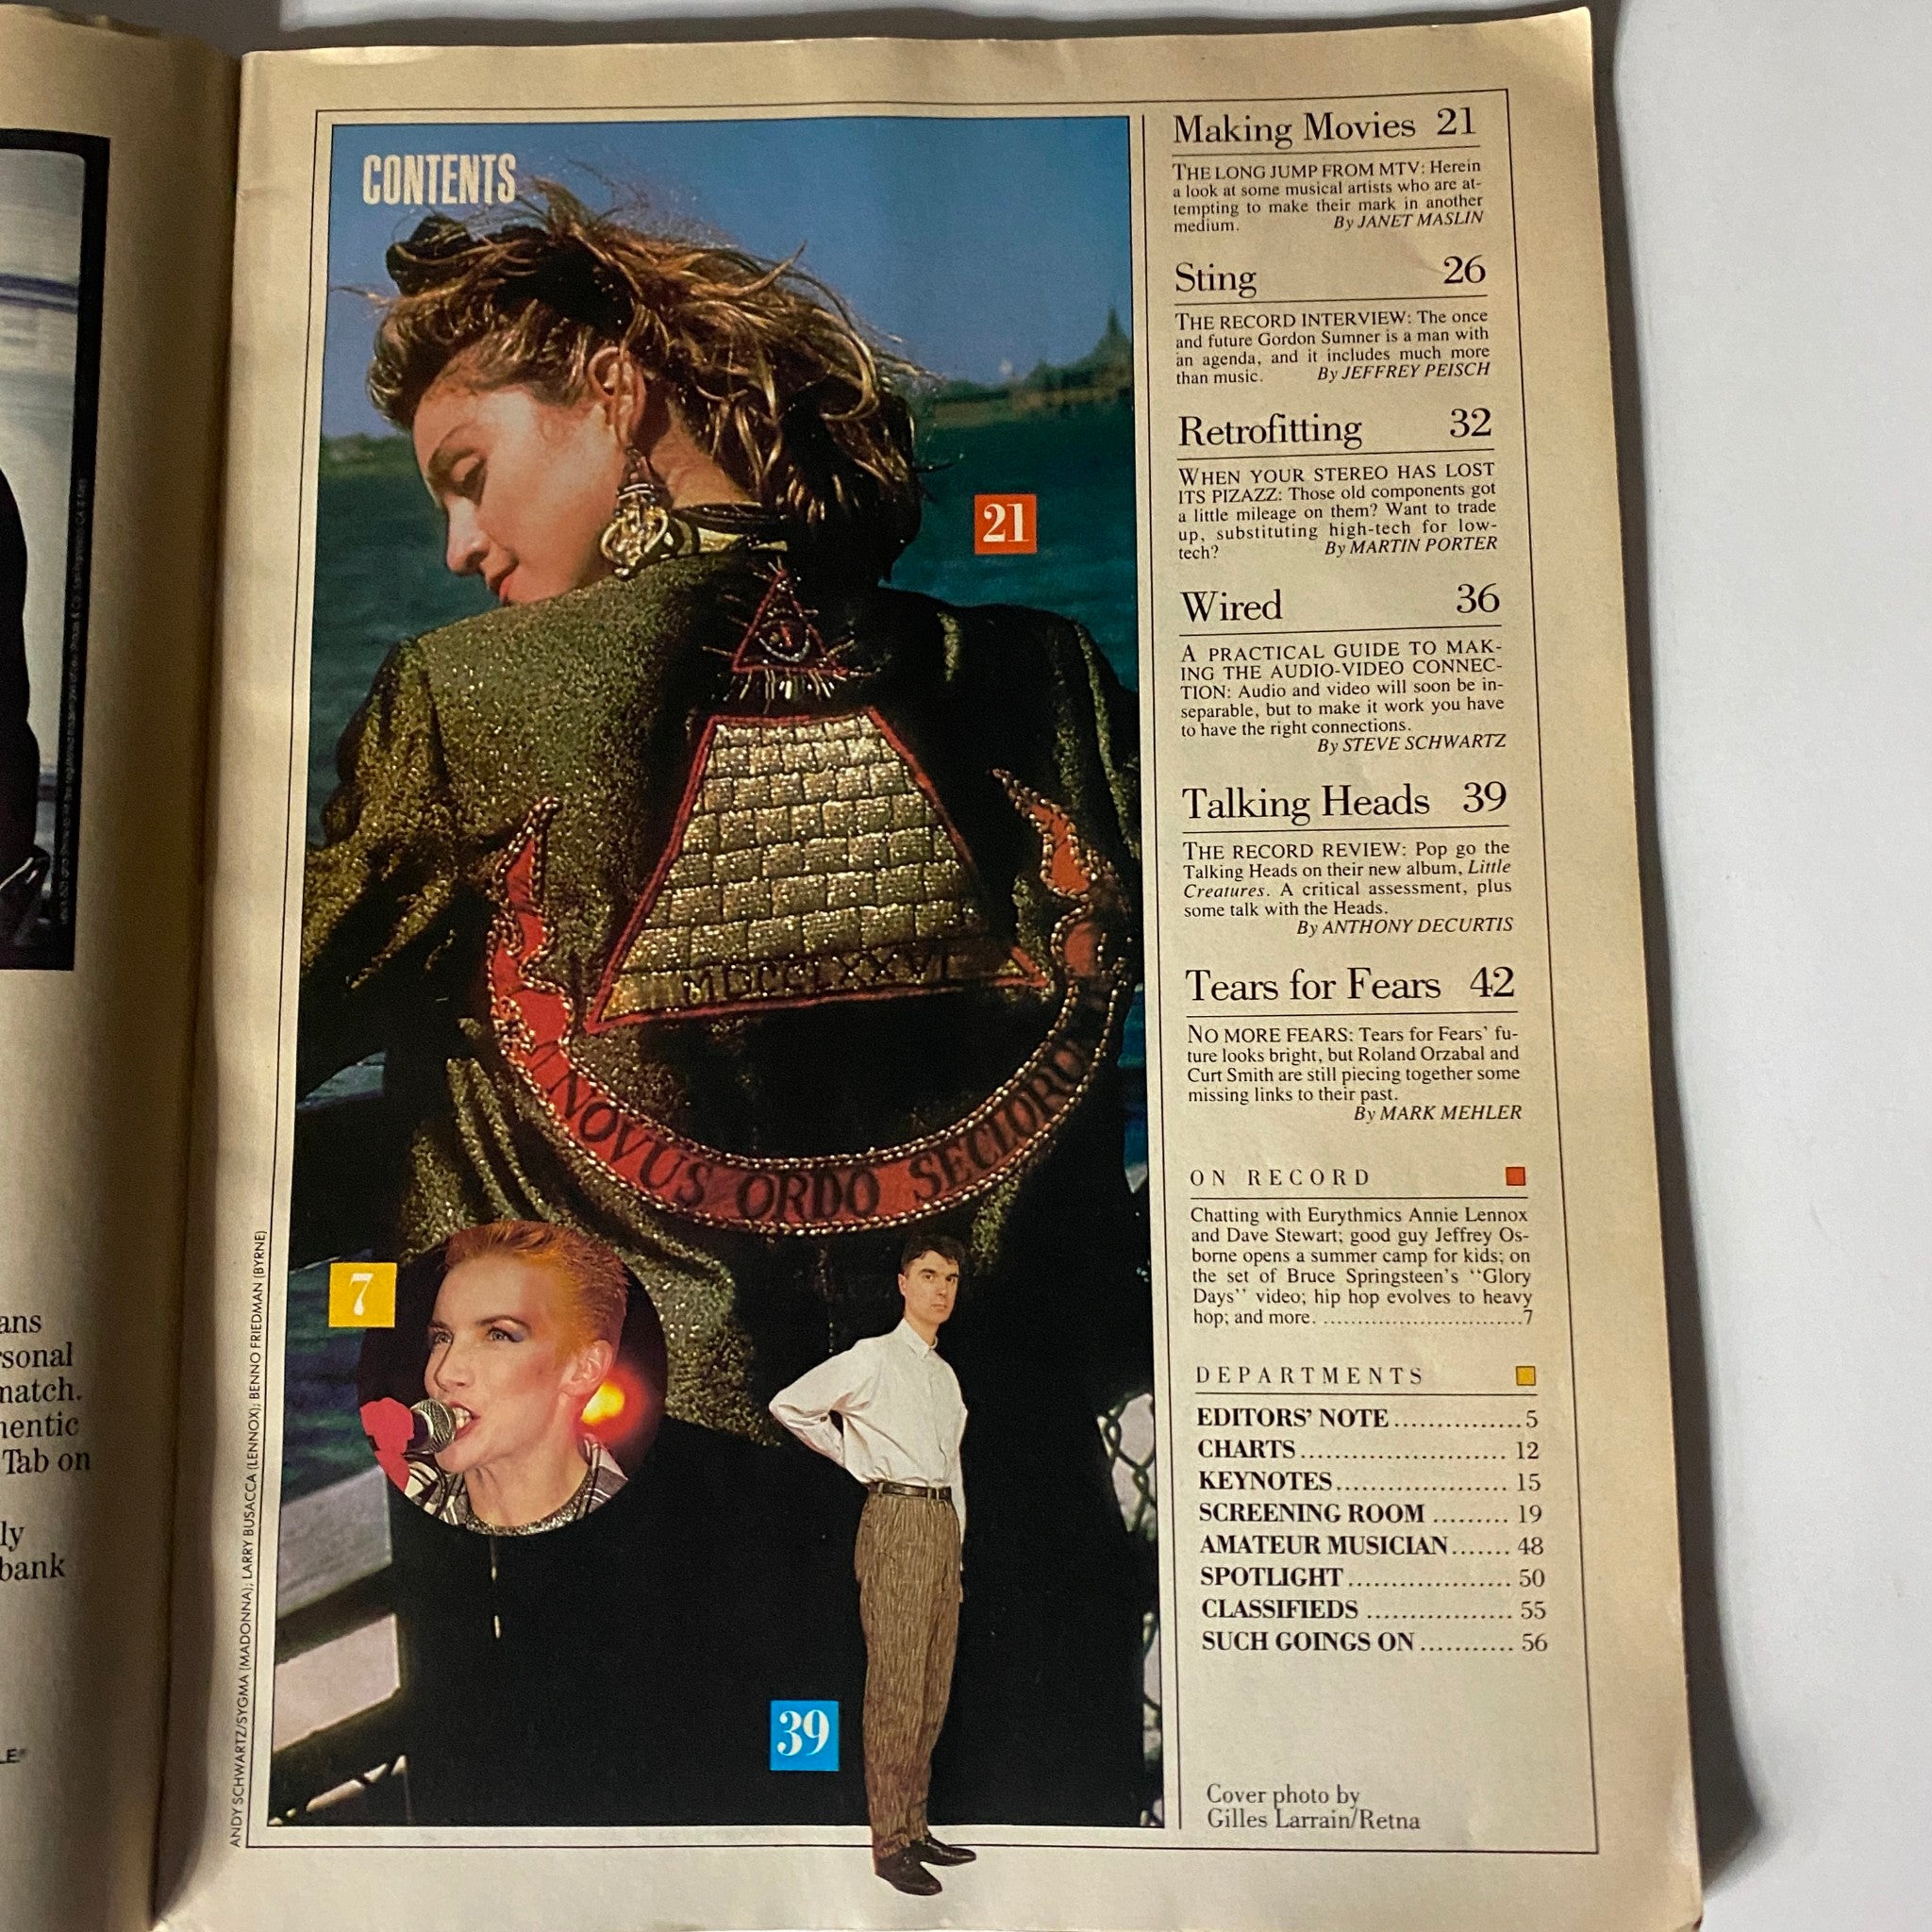 CONTENTS
21
MDCCLXXVI
NOVUS ORDO SECLORUM
7
39
ANDY SCHWARTZ/SYGMA (MADONNA); LARRY BUSACCA (LENNOX); BENNO FRIEDMAN (BYRNE)
Making Movies 21
THE LONG JUMP FROM MTV: Herein
a look at some musical artists who are at-
tempting to make their mark in another
medium. By JANET MASLIN
Sting 26
THE RECORD INTERVIEW: The once
and future Gordon Sumner is a man with
an agenda, and it includes much more
than music. By JEFFREY PEISCH
Retrofitting 32
WHEN YOUR STEREO HAS LOST
ITS PIZAZZ: Those old components got
a little mileage on them? Want to trade
up, substituting high-tech for low-
tech? By MARTIN PORTER
Wired 36
A PRACTICAL GUIDE TO MAK-
ING THE AUDIO-VIDEO CONNEC-
TION: Audio and video will soon be in-
separable, but to make it work you have
to have the right connections.
By STEVE SCHWARTZ
Talking Heads 39
THE RECORD REVIEW: Pop go the
Talking Heads on their new album, Little
Creatures. A critical assessment, plus
some talk with the Heads.
By ANTHONY DECURTIS
Tears for Fears 42
NO MORE FEARS: Tears for Fears' fu-
ture looks bright, but Roland Orzabal and
Curt Smith are still piecing together some
missing links to their past.
By MARK MEHLER
ON RECORD
Chatting with Eurythmics Annie Lennox
and Dave Stewart; good guy Jeffrey Os-
borne opens a summer camp for kids; on
the set of Bruce Springsteen's "Glory
Days" video; hip hop evolves to heavy
hop; and more. ..............................7
DEPARTMENTS
EDITORS' NOTE................5
CHARTS.......................... 12
KEYNOTES...................... 15
SCREENING ROOM ......... 19
AMATEUR MUSICIAN....... 48
SPOTLIGHT..................... 50
CLASSIFIEDS .................. 55
SUCH GOINGS ON............ 56
Cover photo by
Gilles Larrain/Retna
ans
rsonal
match.
hentic
Tab on
ly
bank